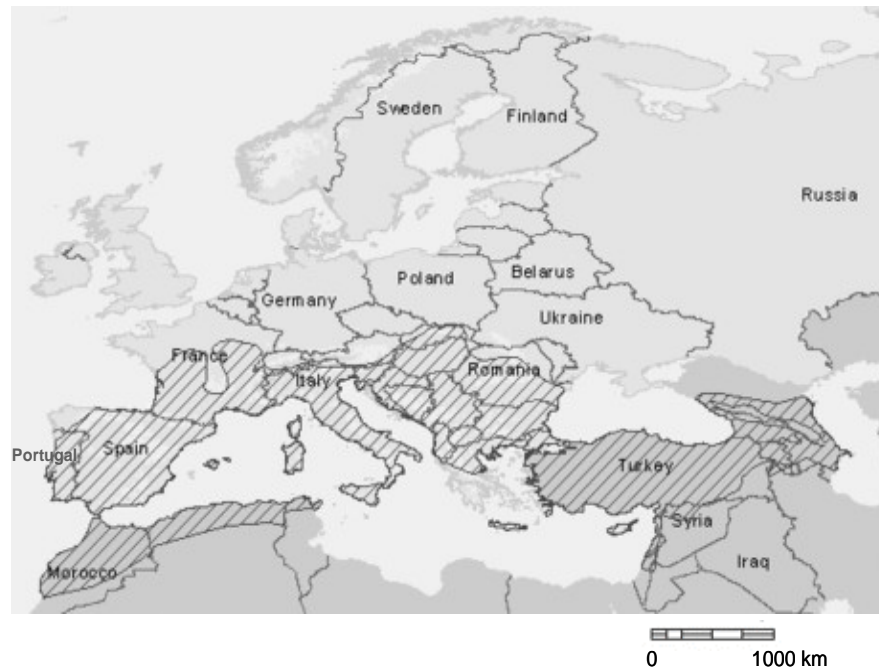 Sweden
Finland
Russia
Poland
Belarus
Germany
Ukraine
France
Italy
Romania
Portugal
Spain
Turkey
Syria
Iraq
Morocco
0 1000 km